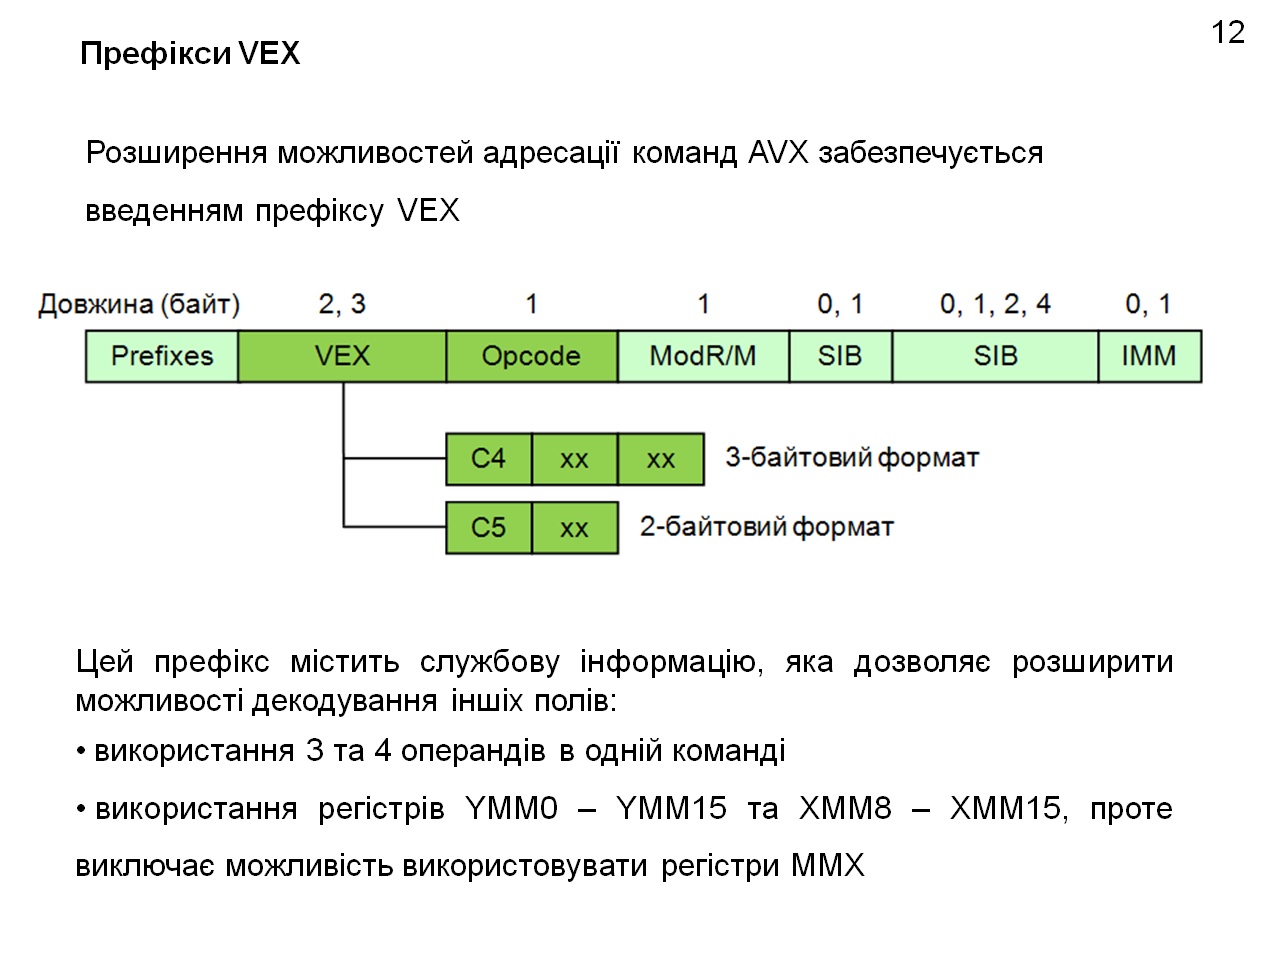 12
Префікси VEX
Розширення можливостей адресації команд AVX забезпечується
введенням префіксу VEX
Довжина (байт) 2, 3 1 1 0, 1 0, 1, 2, 4 0, 1
Prefixes VEX Opcode ModR/M SIB SIB IMM
C4 xx xx 3-байтовий формат
C5 xx 2-байтовий формат
Цей префікс містить службову інформацію, яка дозволяє розширити
можливості декодування інших полів:
• використання 3 та 4 операндів в одній команді
• використання регістрів YMM0 – YMM15 та XMM8 – XMM15, проте
виключає можливість використовувати регістри MMX